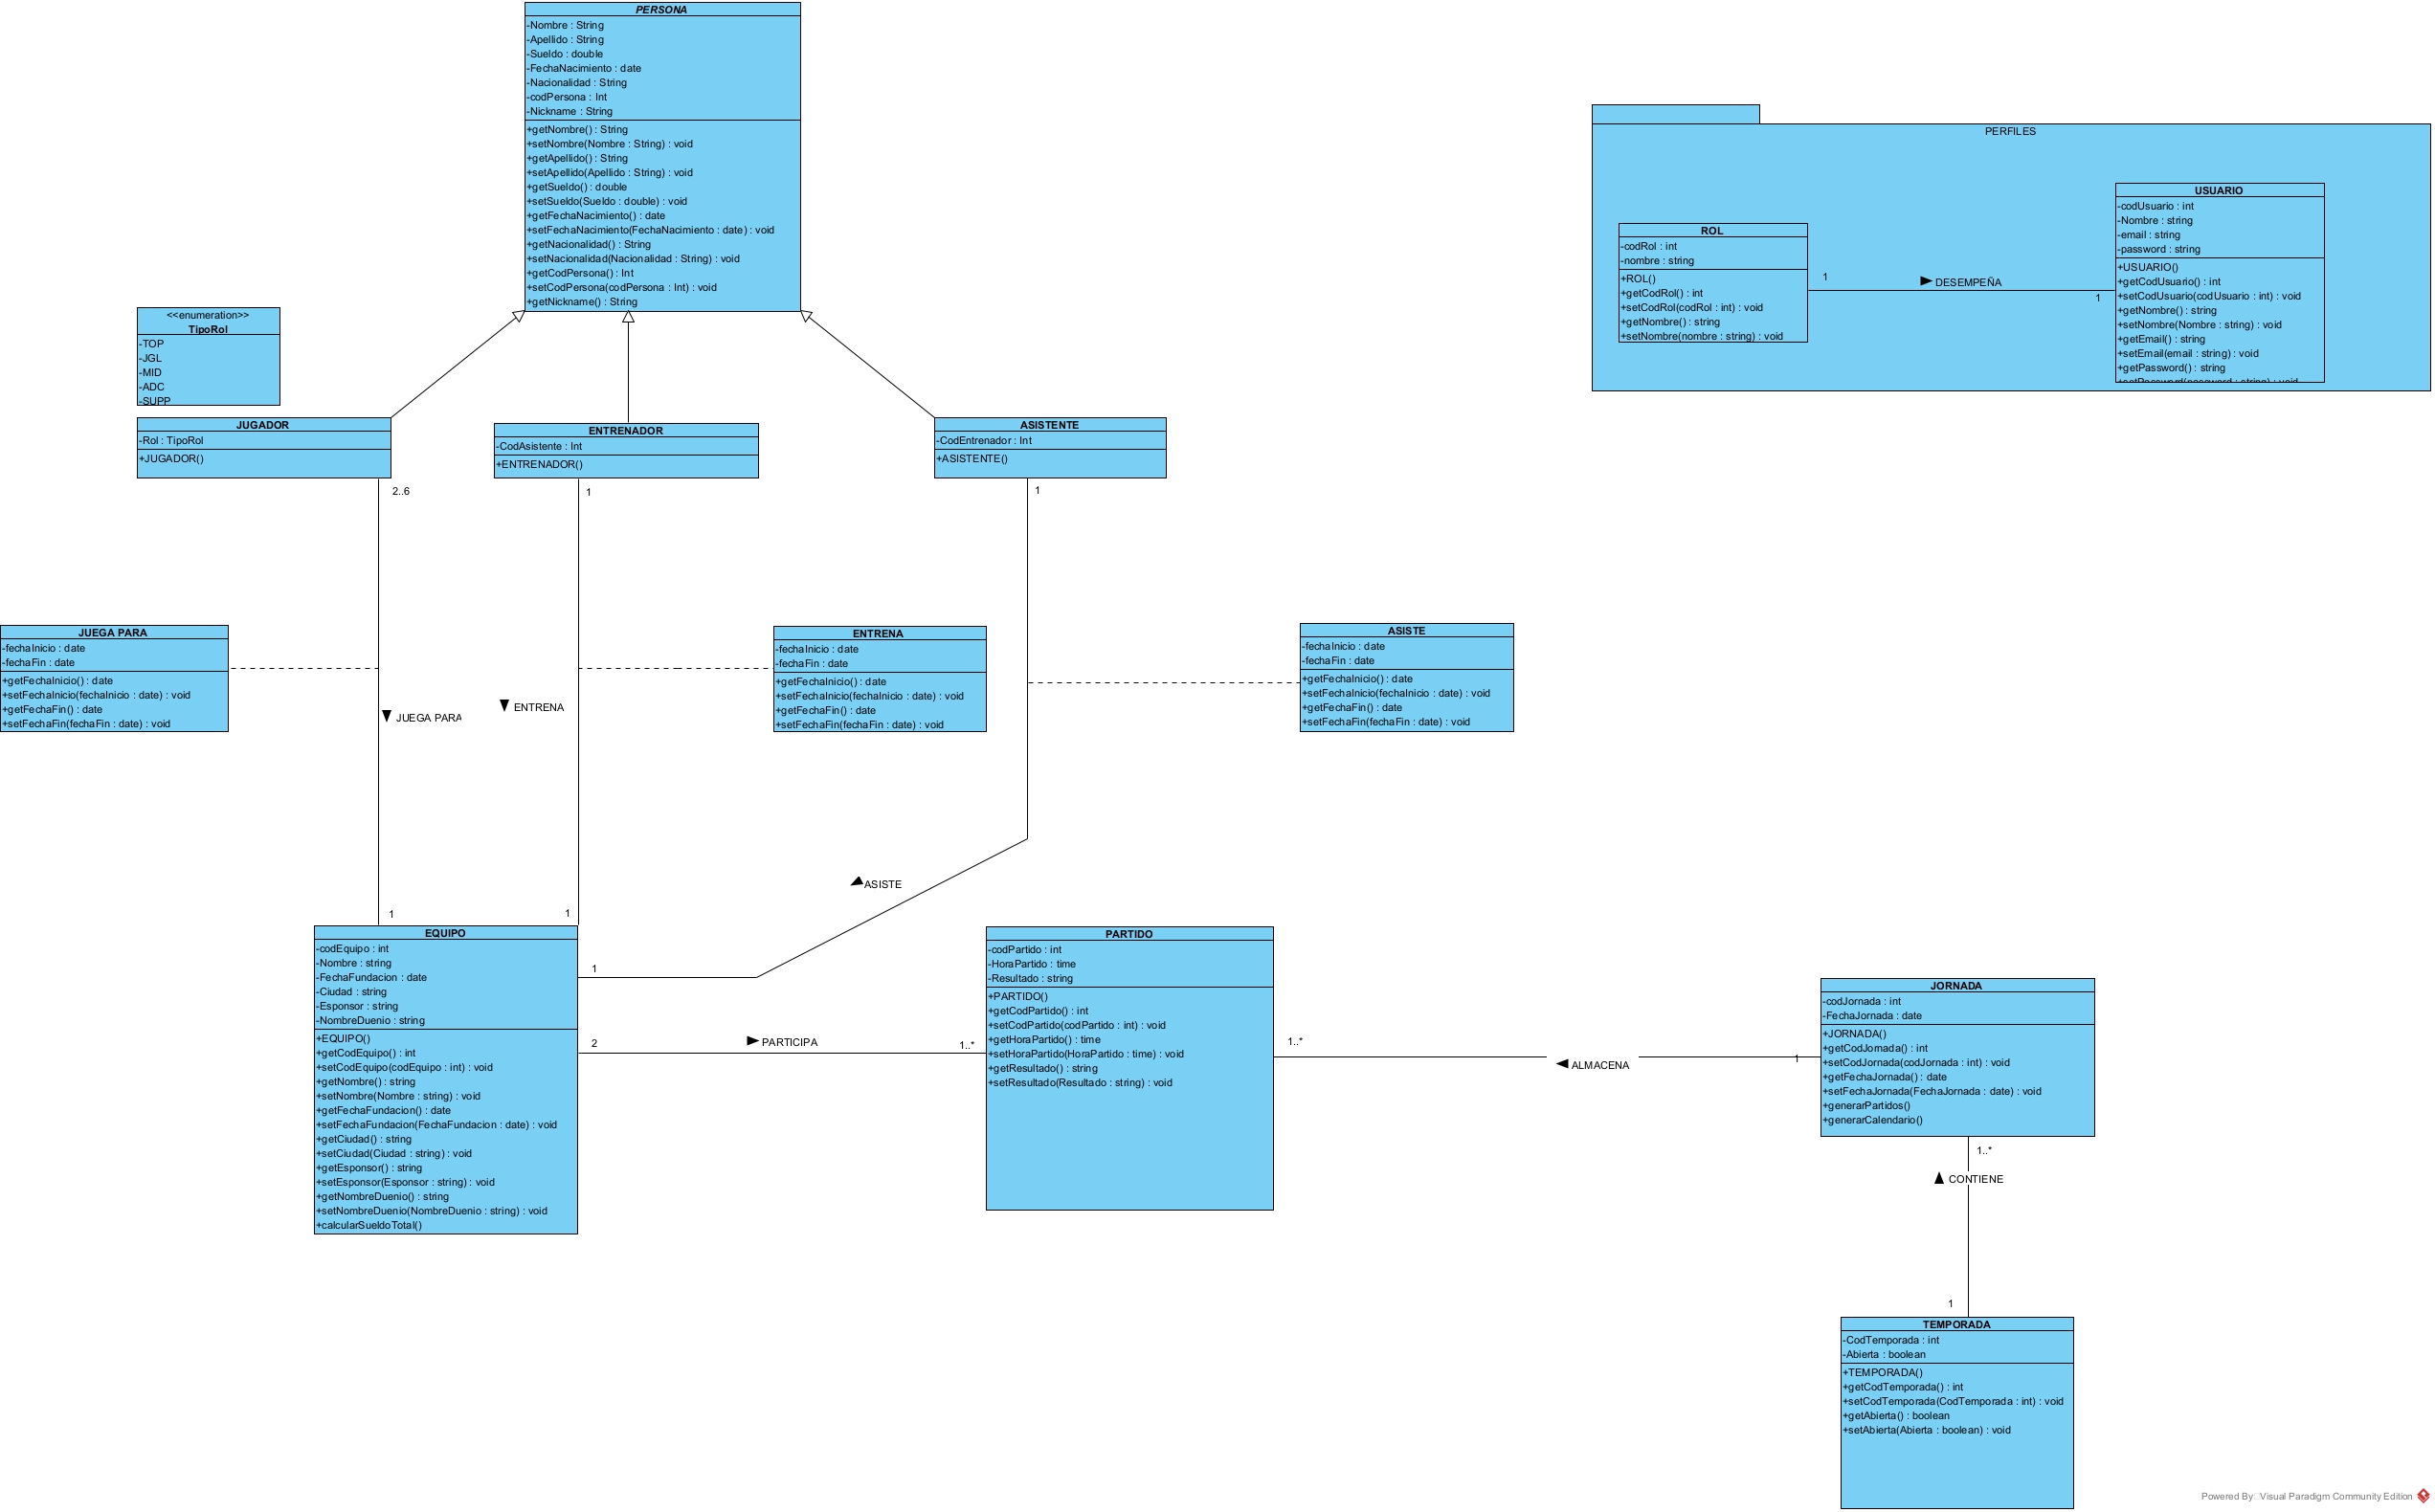 PERSONA
-Nombre : String
-Apellido : String
-Sueldo : double
-FechaNacimiento : date
-Nacionalidad : String
-codPersona : Int
-Nickname : String
+getNombre() : String
+setNombre(Nombre : String) : void
+getApellido() : String
+setApellido(Apellido : String) : void
+getSueldo() : double
+setSueldo(Sueldo : double) : void
+getFechaNacimiento() : date
+setFechaNacimiento(FechaNacimiento : date) : void
+getNacionalidad() : String
+setNacionalidad(Nacionalidad : String) : void
+getCodPersona() : Int
+setCodPersona(codPersona : Int) : void
+getNickname() : String
PERFILES
ROL
-codRol : int
-nombre : string
+ROL()
+getCodRol() : int
+setCodRol(codRol : int) : void
+getNombre() : string
+setNombre(nombre : string) : void
1
DESEMPEÑA
1
USUARIO
-codUsuario : int
-Nombre : string
-email : string
-password : string
+USUARIO()
+getCodUsuario() : int
+setCodUsuario(codUsuario : int) : void
+getNombre() : string
+setNombre(Nombre : string) : void
+getEmail() : string
+setEmail(email : string) : void
+getPassword() : string
+setPassword(password : string) : void
<<enumeration>>
TipoRol
-TOP
-JGL
-MID
-ADC
-SUPP
JUGADOR
-Rol : TipoRol
+JUGADOR()
ENTRENADOR
-CodAsistente : Int
+ENTRENADOR()
ASISTENTE
-CodEntrenador : Int
+ASISTENTE()
2..6
1
1
JUEGA PARA
-fechaInicio : date
-fechaFin : date
+getFechaInicio() : date
+setFechaInicio(fechaInicio : date) : void
+getFechaFin() : date
+setFechaFin(fechaFin : date) : void
JUEGA PARA
ENTRENA
ENTRENA
-fechaInicio : date
-fechaFin : date
+getFechaInicio() : date
+setFechaInicio(fechaInicio : date) : void
+getFechaFin() : date
+setFechaFin(fechaFin : date) : void
ASISTE
-fechaInicio : date
-fechaFin : date
+getFechaInicio() : date
+setFechaInicio(fechaInicio : date) : void
+getFechaFin() : date
+setFechaFin(fechaFin : date) : void
ASISTE
1
1
1
EQUIPO
-codEquipo : int
-Nombre : string
-FechaFundacion : date
-Ciudad : string
-Esponsor : string
-NombreDuenio : string
+EQUIPO()
+getCodEquipo() : int
+setCodEquipo(codEquipo : int) : void
+getNombre() : string
+setNombre(Nombre : string) : void
+getFechaFundacion() : date
+setFechaFundacion(FechaFundacion : date) : void
+getCiudad() : string
+setCiudad(Ciudad : string) : void
+getEsponsor() : string
+setEsponsor(Esponsor : string) : void
+getNombreDuenio() : string
+setNombreDuenio(NombreDuenio : string) : void
+calcularSueldoTotal()
2
PARTICIPA
1..*
PARTIDO
-codPartido : int
-HoraPartido : time
-Resultado : string
+PARTIDO()
+getCodPartido() : int
+setCodPartido(codPartido : int) : void
+getHoraPartido() : time
+setHoraPartido(HoraPartido : time) : void
+getResultado() : string
+setResultado(Resultado : string) : void
1..*
ALMACENA
1
JORNADA
-codJornada : int
-FechaJornada : date
+JORNADA()
+getCodJornada() : int
+setCodJornada(codJornada : int) : void
+getFechaJornada() : date
+setFechaJornada(FechaJornada : date) : void
+generarPartidos()
+generarCalendario()
1..*
CONTIENE
1
TEMPORADA
-CodTemporada : int
-Abierta : boolean
+TEMPORADA()
+getCodTemporada() : int
+setCodTemporada(CodTemporada : int) : void
+getAbierta() : boolean
+setAbierta(Abierta : boolean) : void
Powered By Visual Paradigm Community Edition